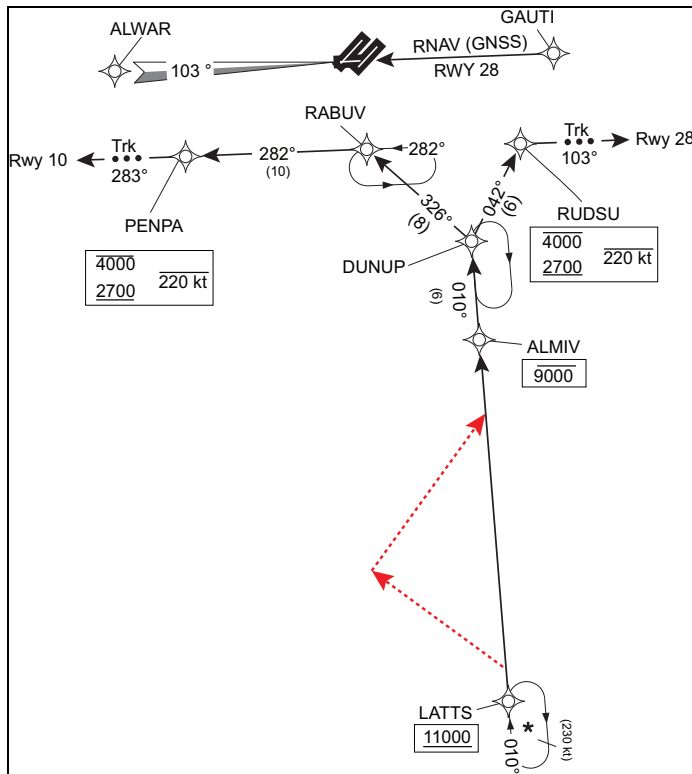 ALWAR
GAUTI
103 °
RNAV (GNSS)
RWY 28
RABUV
Rwy 10
Trk
283°
282°
(10)
282°
Trk
103°
Rwy 28
PENPA
326°
(8)
042°
(6)
RUDSU
4000
2700
220 kt
4000
2700
220 kt
DUNUP
010°
(6)
ALMIV
9000
LATTS
11000
*
010°
(230 kt)